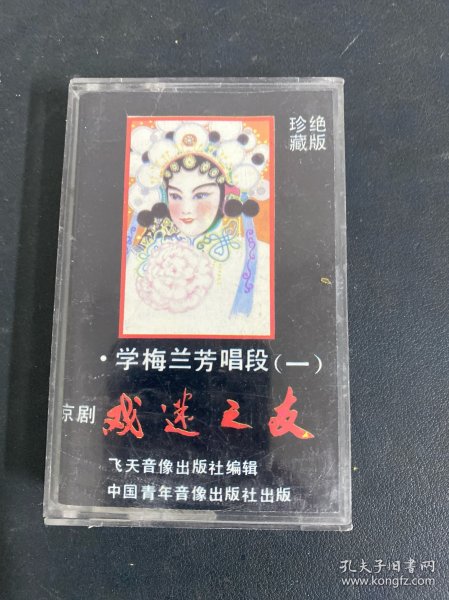 绝版
珍藏
·学梅兰芳唱段(一)
京剧 戏迷之友
飞天音像出版社编辑
中国青年音像出版社出版
孔夫子旧书网
www.kongfz.com